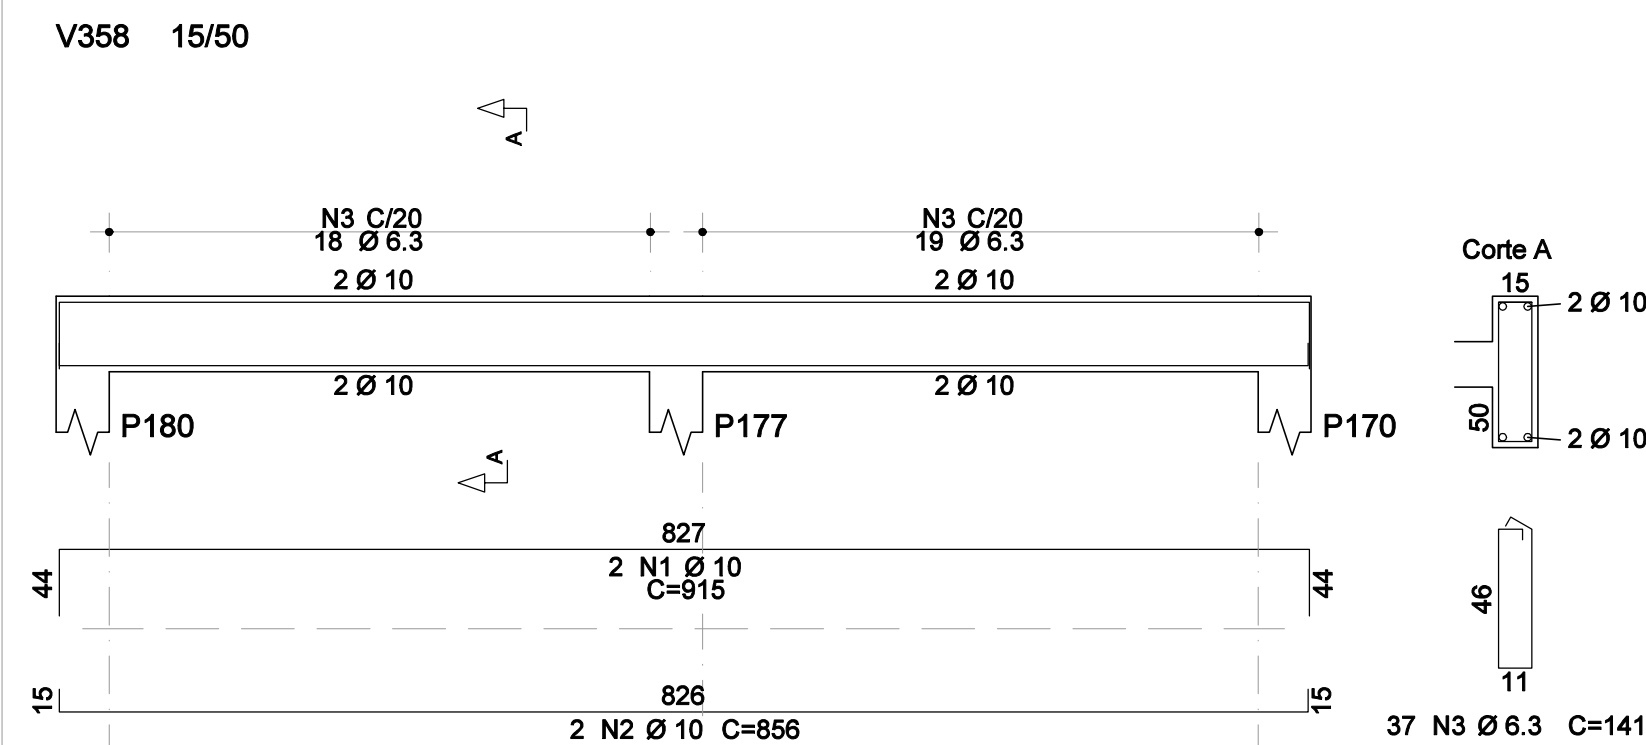 V358 15/50
A
N3 C/20
18 Ø 6.3
N3 C/20
19 Ø 6.3
2 Ø 10
2 Ø 10
Corte A
15
2 Ø 10
2 Ø 10
2 Ø 10
50
2 Ø 10
P180
P177
P170
A
827
2 N1 Ø 10
C=915
44
44
46
11
15
826
15
2 N2 Ø 10 C=856
37 N3 Ø 6.3 C=141